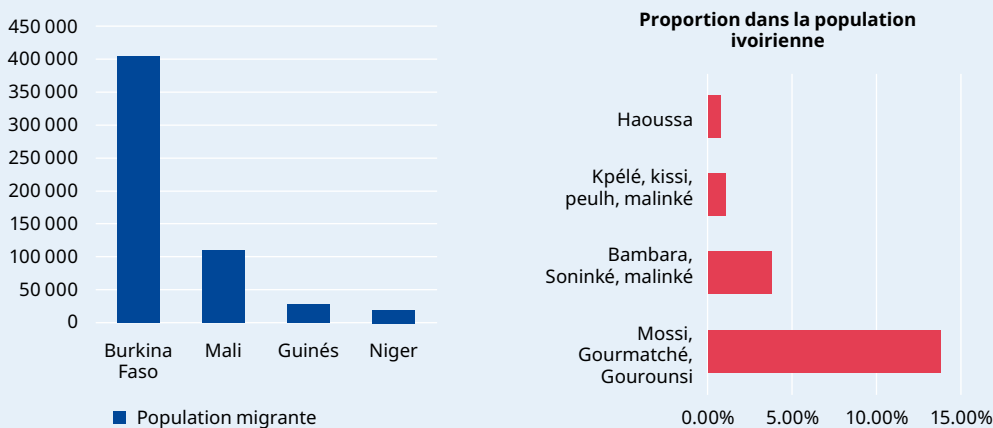 450 000
400 000
350 000
300 000
250 000
200 000
150 000
100 000
50 000
0
Burkina
Faso
Mali
Guinés
Niger
Population migrante
Proportion dans la population
ivoirienne
Haoussa
Kpélé, kissi,
peulh, malinké
Bambara,
Soninké, malinké
Mossi,
Gourmatché,
Gourounsi
0.00% 5.00% 10.00% 15.00%